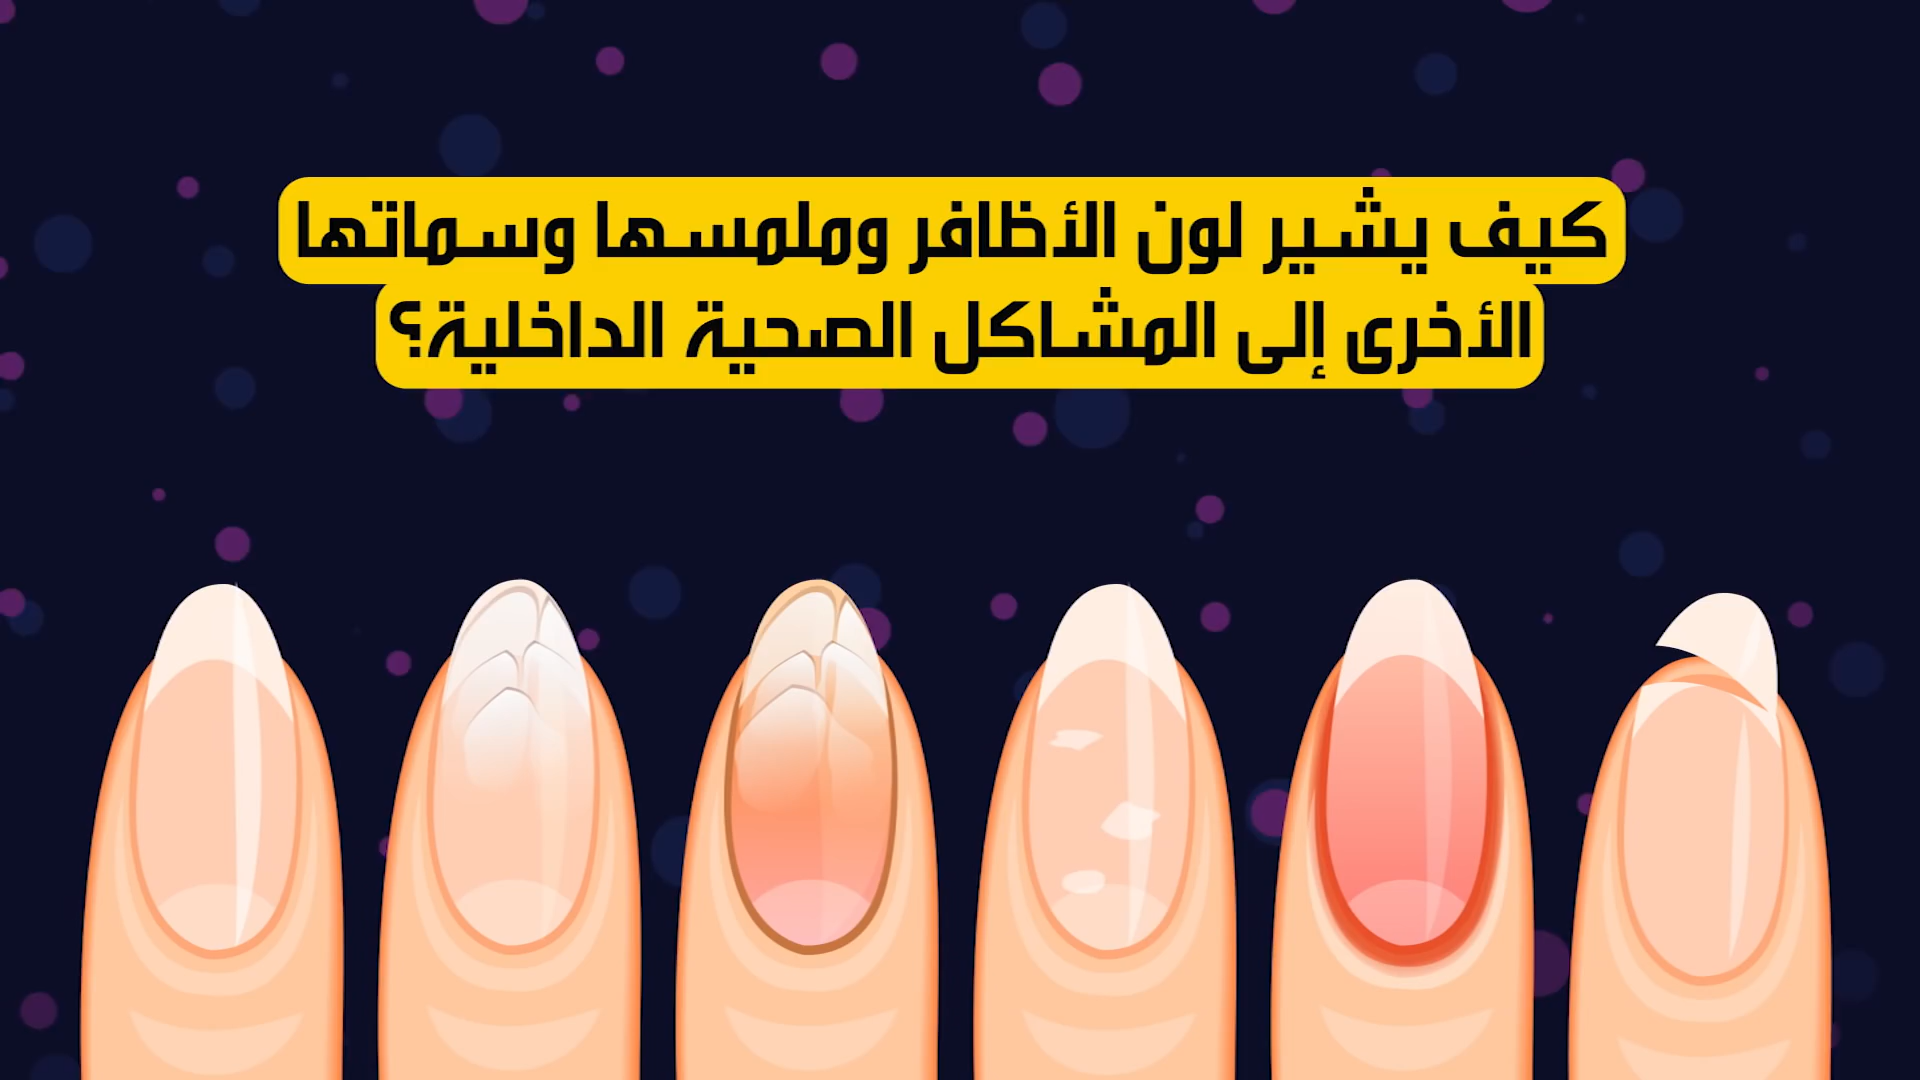 كيف يشير لون الأظافر وملمسها وسماتها
الأخرى إلى المشاكل الصحية الداخلية؟